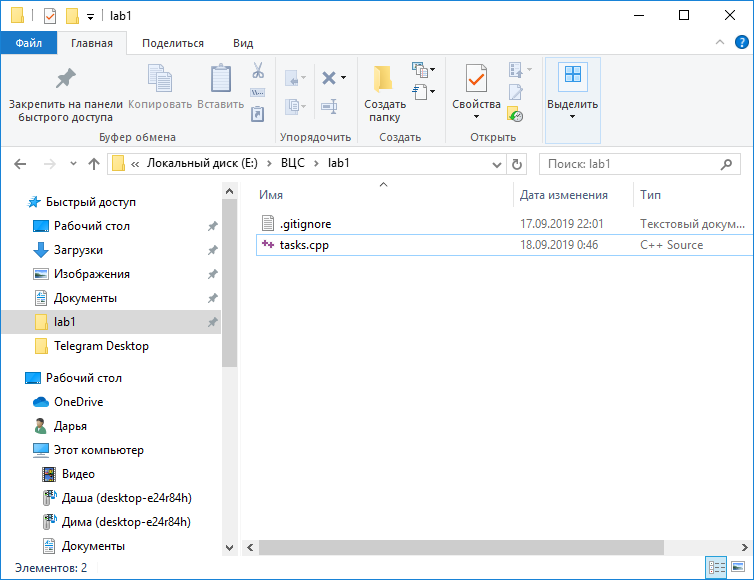 lab1
Файл Главная Поделиться Вид
Закрепить на панели быстрого доступа
Копировать
Вставить
Буфер обмена
Упорядочить
Создать папку
Создать
Свойства
Открыть
Выделить
« Локальный диск (E:) > ВЦС > lab1
Поиск: lab1
Быстрый доступ
Рабочий стол
Загрузки
Изображения
Документы
lab1
Telegram Desktop
Рабочий стол
OneDrive
Дарья
Этот компьютер
Видео
Даша (desktop-e24r84h)
Дима (desktop-e24r84h)
Документы
Имя Дата изменения Тип
.gitignore 17.09.2019 22:01 Текстовый докум...
tasks.cpp 18.09.2019 0:46 C++ Source
Элементов: 2